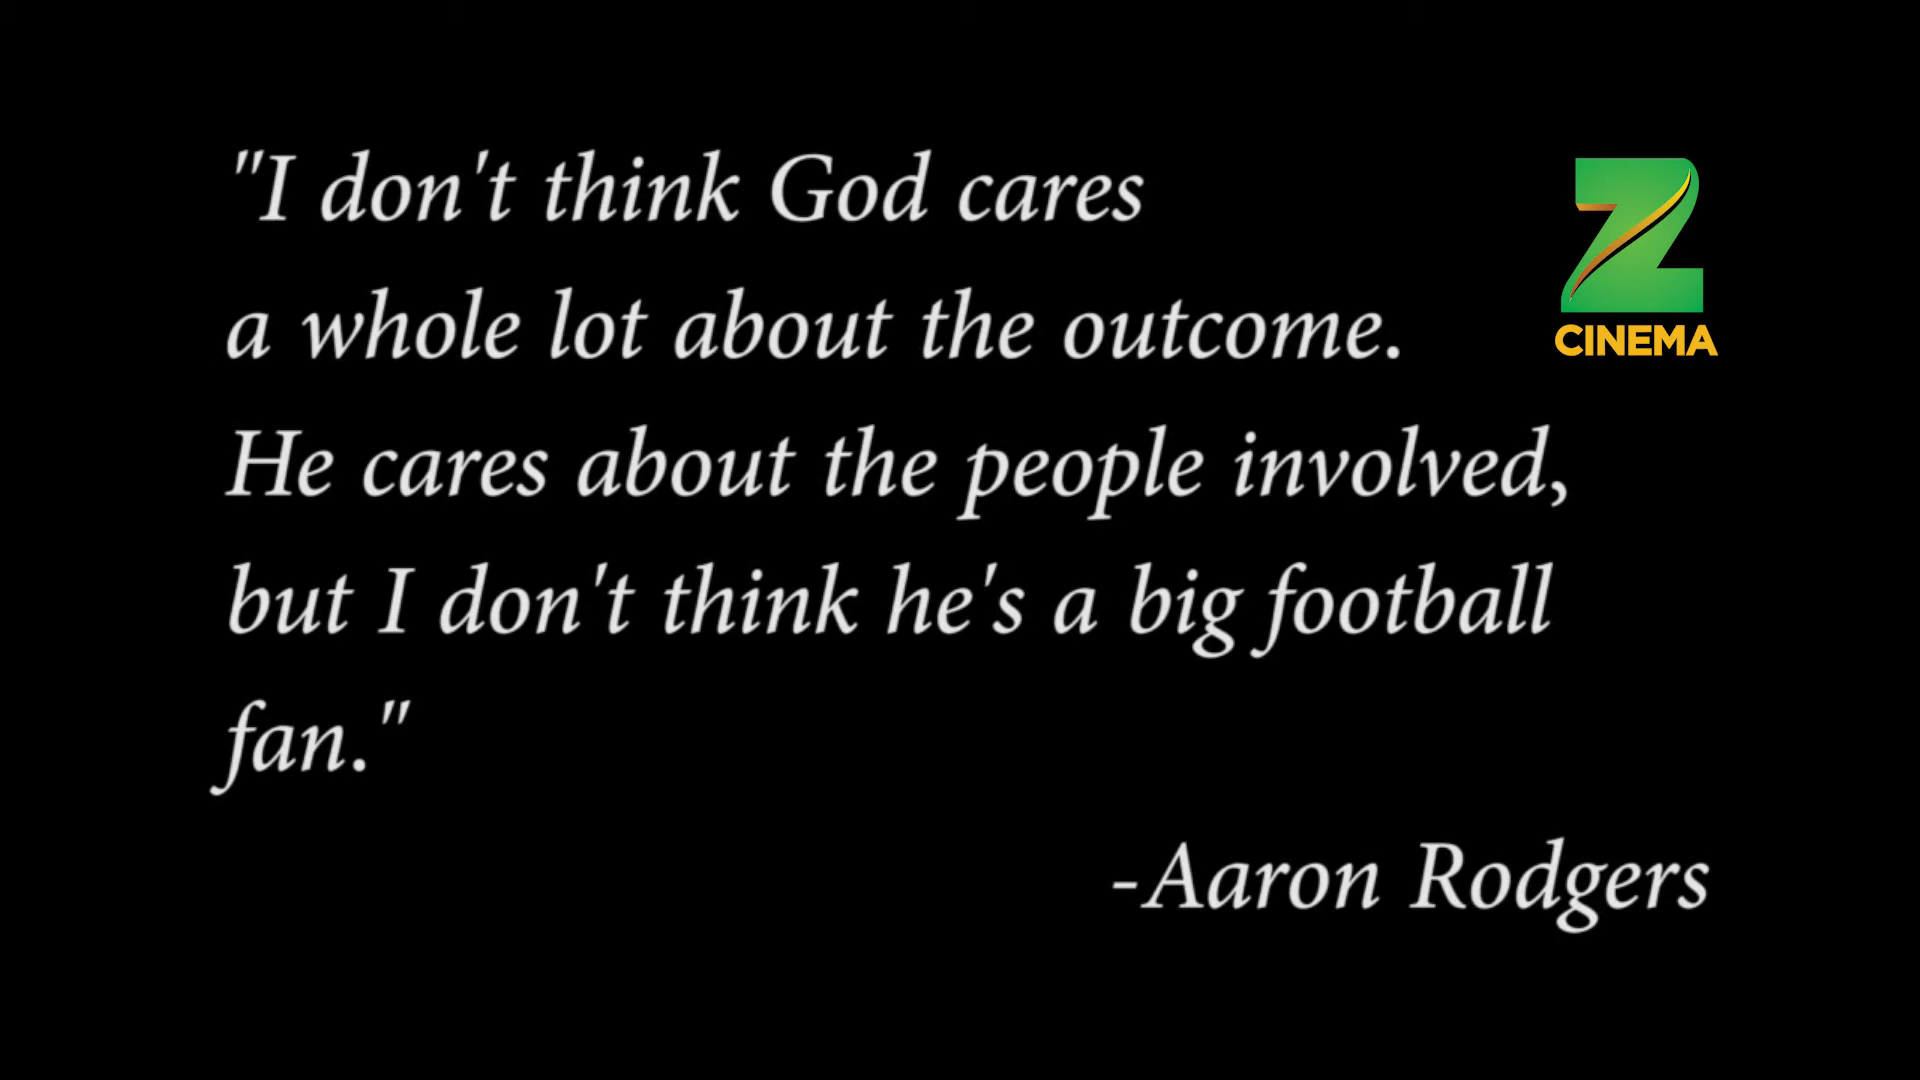 "I don't think God cares
a whole lot about the outcome.
He cares about the people involved,
but I don't think he's a big football
fan."
-Aaron Rodgers
Z
CINEMA